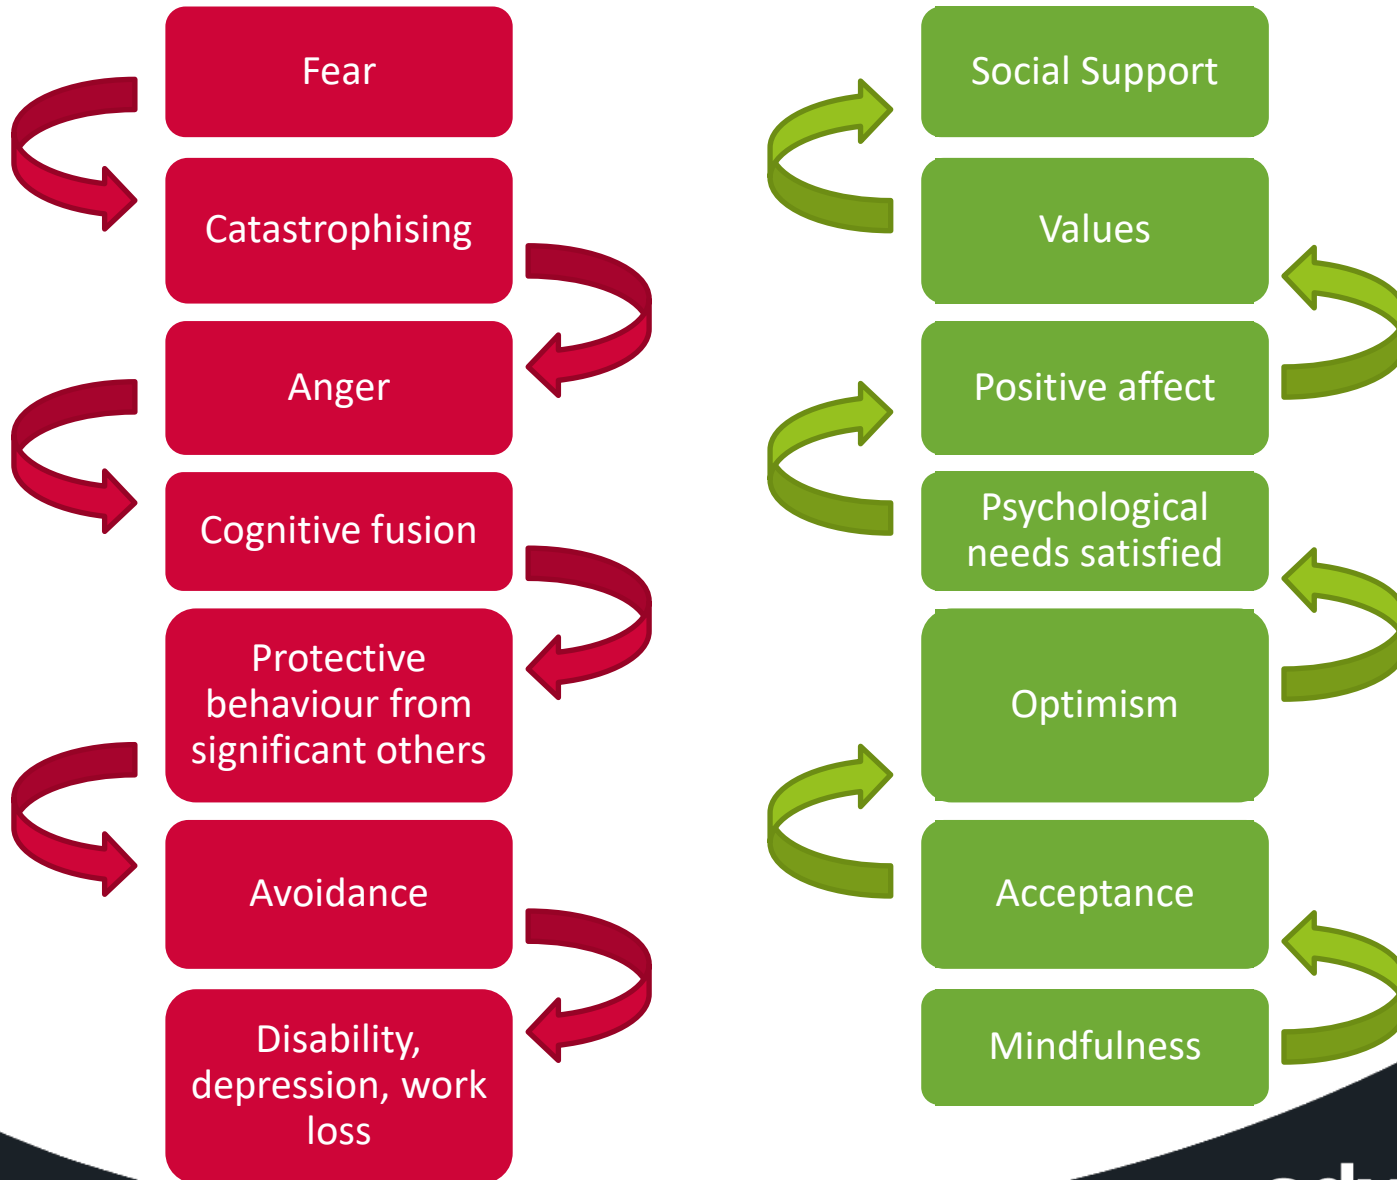 Fear
Catastrophising
Anger
Cognitive fusion
Protective
behaviour from
significant others
Avoidance
Disability,
depression, work
loss
Social Support
Values
Positive affect
Psychological
needs satisfied
Optimism
Acceptance
Mindfulness